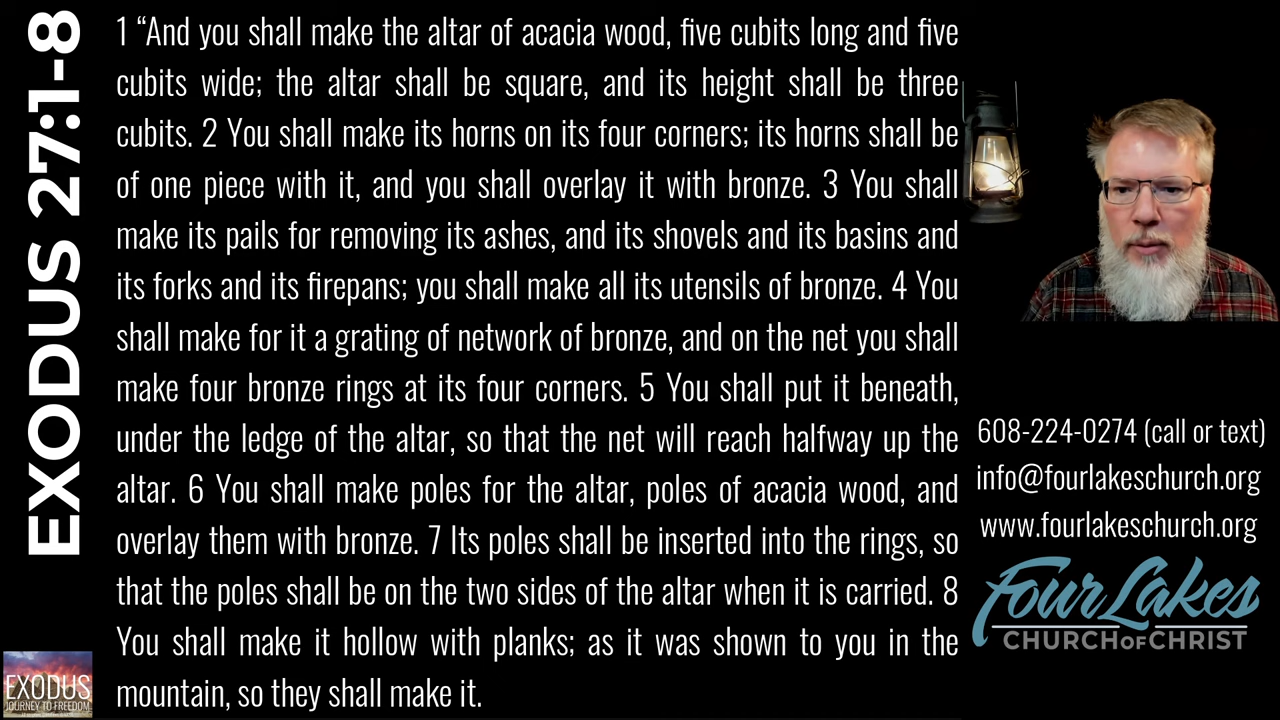 EXODUS 27:1-8
1 “And you shall make the altar of acacia wood, five cubits long and five
cubits wide; the altar shall be square, and its height shall be three
cubits. 2 You shall make its horns on its four corners; its horns shall be
of one piece with it, and you shall overlay it with bronze. 3 You shall
make its pails for removing its ashes, and its shovels and its basins and
its forks and its firepans; you shall make all its utensils of bronze. 4 You
shall make for it a grating of network of bronze, and on the net you shall
make four bronze rings at its four corners. 5 You shall put it beneath,
under the ledge of the altar, so that the net will reach halfway up the
altar. 6 You shall make poles for the altar, poles of acacia wood, and
overlay them with bronze. 7 Its poles shall be inserted into the rings, so
that the poles shall be on the two sides of the altar when it is carried. 8
You shall make it hollow with planks; as it was shown to you in the
mountain, so they shall make it.
608-224-0274 (call or text)
info@fourlakeschurch.org
www.fourlakeschurch.org
Four Lakes
CHURCH OF CHRIST
EXODUS
JOURNEY TO FREEDOM